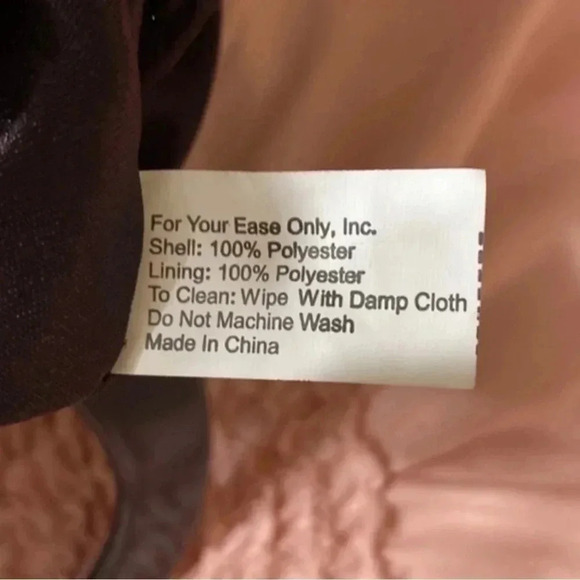 For Your Ease Only, Inc.
Shell: 100% Polyester
Lining: 100% Polyester
To Clean: Wipe With Damp Cloth
Do Not Machine Wash
Made In China